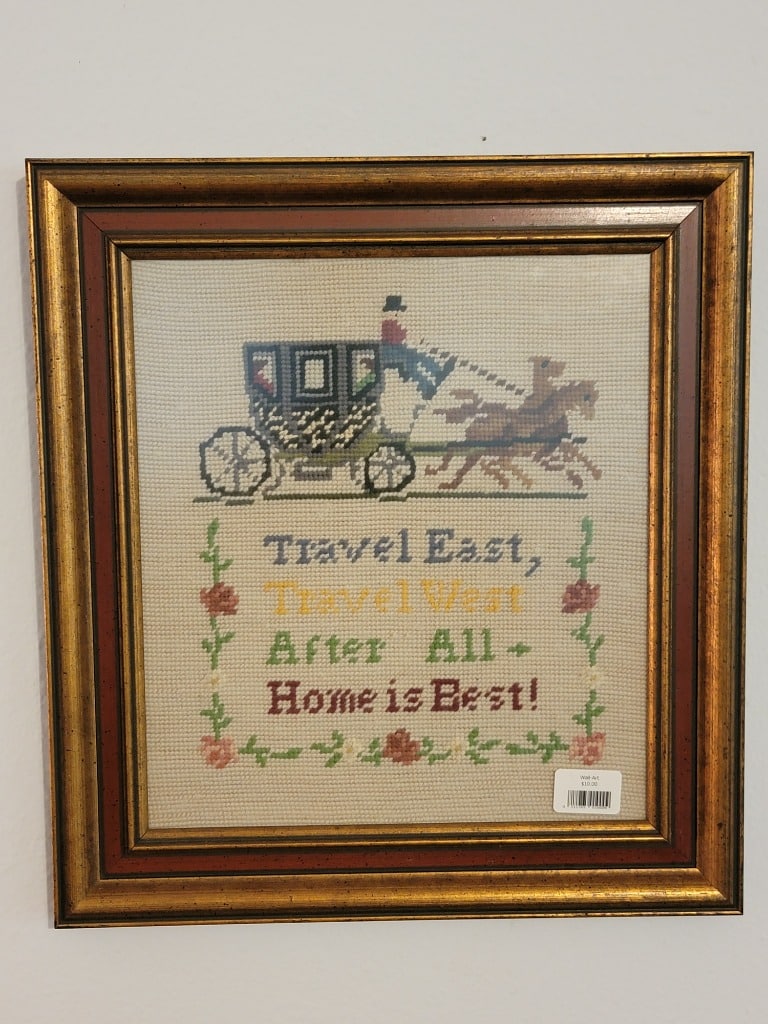 Travel East,
Travel West
After All -
Home is Best!
Wall Art
$10.00